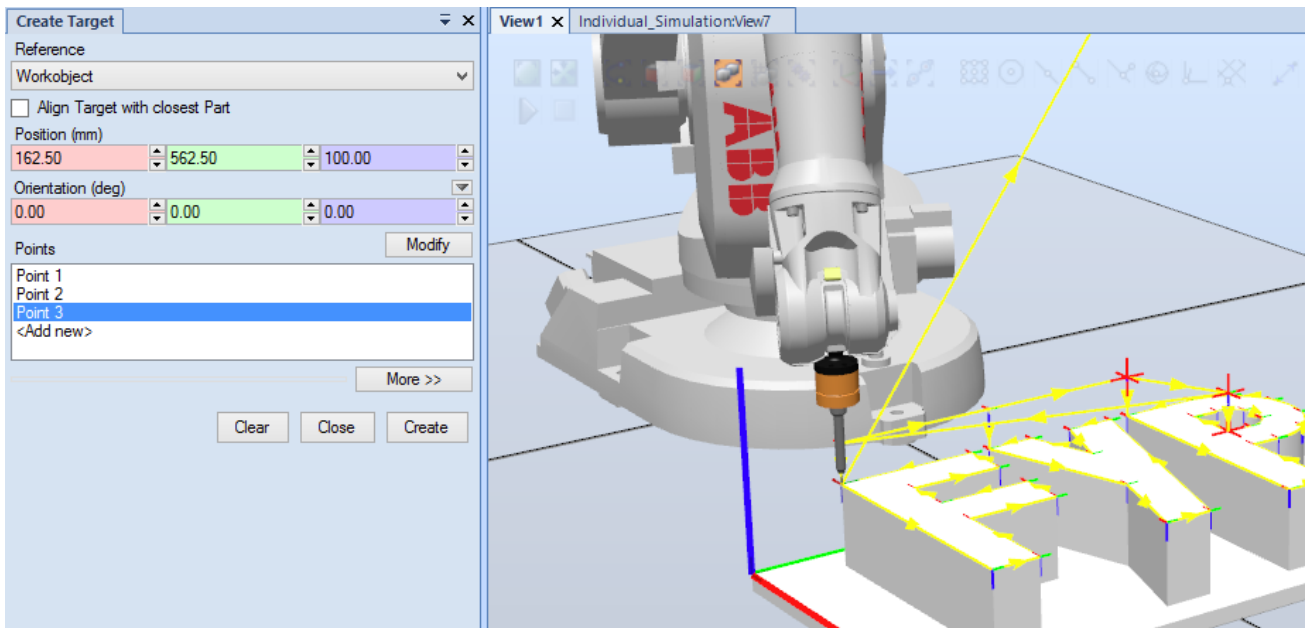 Create Target
View1
Individual_Simulation:View7
Reference
Workobject
Align Target with closest Part
Position (mm)
162.50 562.50 100.00
Orientation (deg)
0.00 0.00 0.00
Points
Modify
Point 1
Point 2
Point 3
<Add new>
More >>
Clear
Close
Create
ABB
ABB